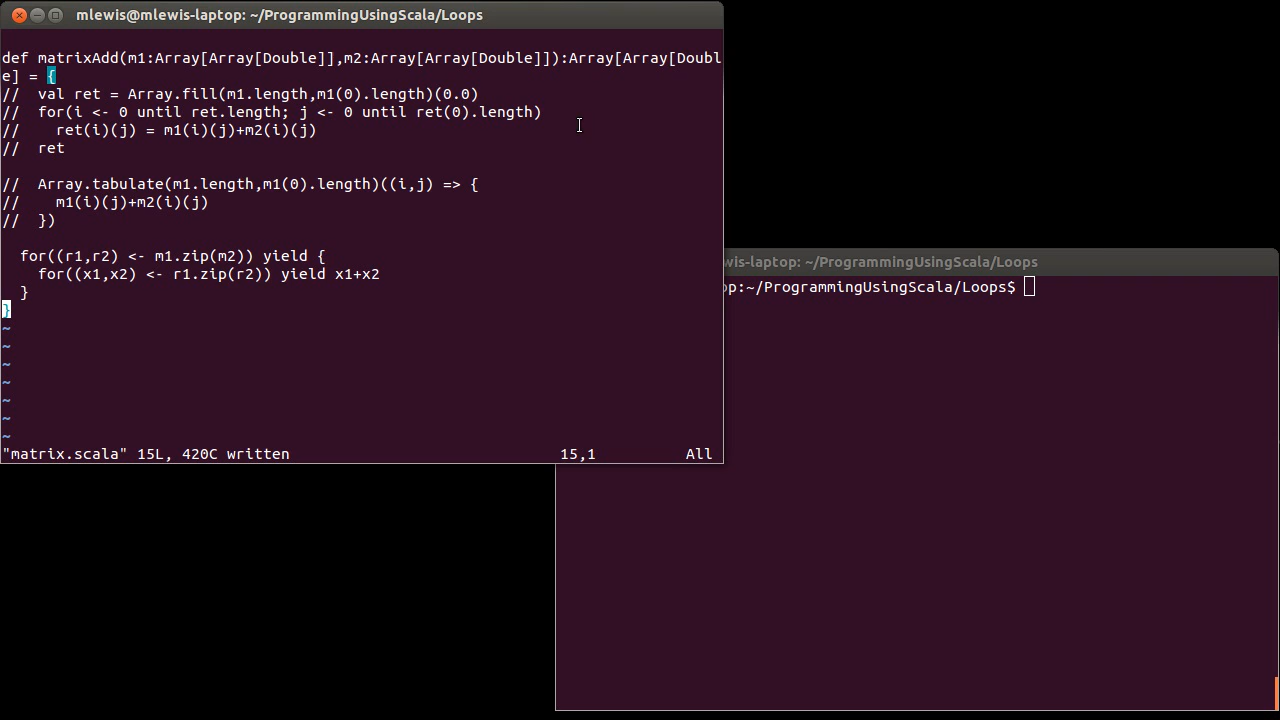 mlewis@mlewis-laptop: ~/ProgrammingUsingScala/Loops
def matrixAdd(m1:Array[Array[Double]],m2:Array[Array[Double]]):Array[Array[Doubl
e] = {
//  val ret = Array.fill(m1.length,m1(0).length)(0.0)
//  for(i <- 0 until ret.length; j <- 0 until ret(0).length)
//    ret(i)(j) = m1(i)(j)+m2(i)(j)
//  ret
//  Array.tabulate(m1.length,m1(0).length)((i,j) => {
//    m1(i)(j)+m2(i)(j)
//  })
  for((r1,r2) <- m1.zip(m2)) yield {
    for((x1,x2) <- r1.zip(r2)) yield x1+x2
  }
}
~
~
~
~
~
~
~
"matrix.scala" 15L, 420C written 15,1 All
wis-laptop: ~/ProgrammingUsingScala/Loops
op:~/ProgrammingUsingScala/Loops$